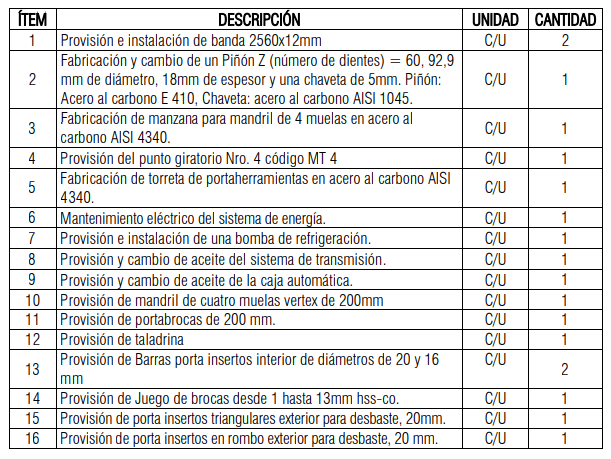 ÍTEM DESCRIPCIÓN UNIDAD CANTIDAD
1 Provisión e instalación de banda 2560x12mm C/U 2
Fabricación y cambio de un Piñón Z (número de dientes) = 60, 92,9
2 mm de diámetro, 18mm de espesor y una chaveta de 5mm. Piñón: C/U 1
Acero al carbono E 410, Chaveta: acero al carbono AISI 1045.
3 Fabricación de manzana para mandril de 4 muelas en acero al C/U 1
carbono AISI 4340.
4 Provisión del punto giratorio Nro. 4 código MT 4 C/U 1
5 Fabricación de torreta de portaherramientas en acero al carbono AISI C/U 1
4340.
6 Mantenimiento eléctrico del sistema de energía. C/U 1
7 Provisión e instalación de una bomba de refrigeración. C/U 1
8 Provisión y cambio de aceite del sistema de transmisión. C/U 1
9 Provisión y cambio de aceite de la caja automática. C/U 1
10 Provisión de mandril de cuatro muelas vertex de 200mm C/U 1
11 Provisión de portabrocas de 200 mm. C/U 1
12 Provisión de taladrina C/U 1
13 Provisión de Barras porta insertos interior de diámetros de 20 y 16 C/U 2
mm
14 Provisión de Juego de brocas desde 1 hasta 13mm hss-co. C/U 1
15 Provisión de porta insertos triangulares exterior para desbaste, 20mm. C/U 1
16 Provisión de porta insertos en rombo exterior para desbaste, 20 mm. C/U 1